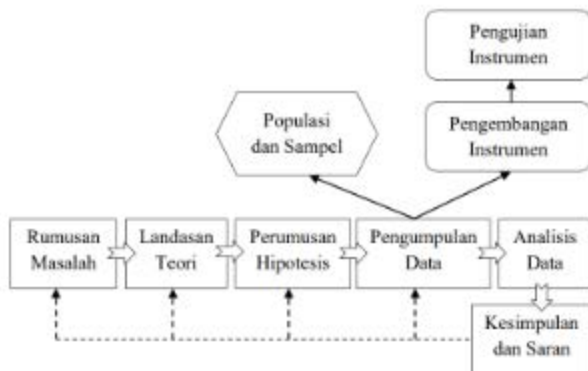 Pengujian
Instrumen
Populasi
dan Sampel
Pengembangan
Instrumen
Rumusan
Masalah
Landasan
Teori
Perumusan
Hipotesis
Pengumpulan
Data
Analisis
Data
Kesimpulan
dan Saran